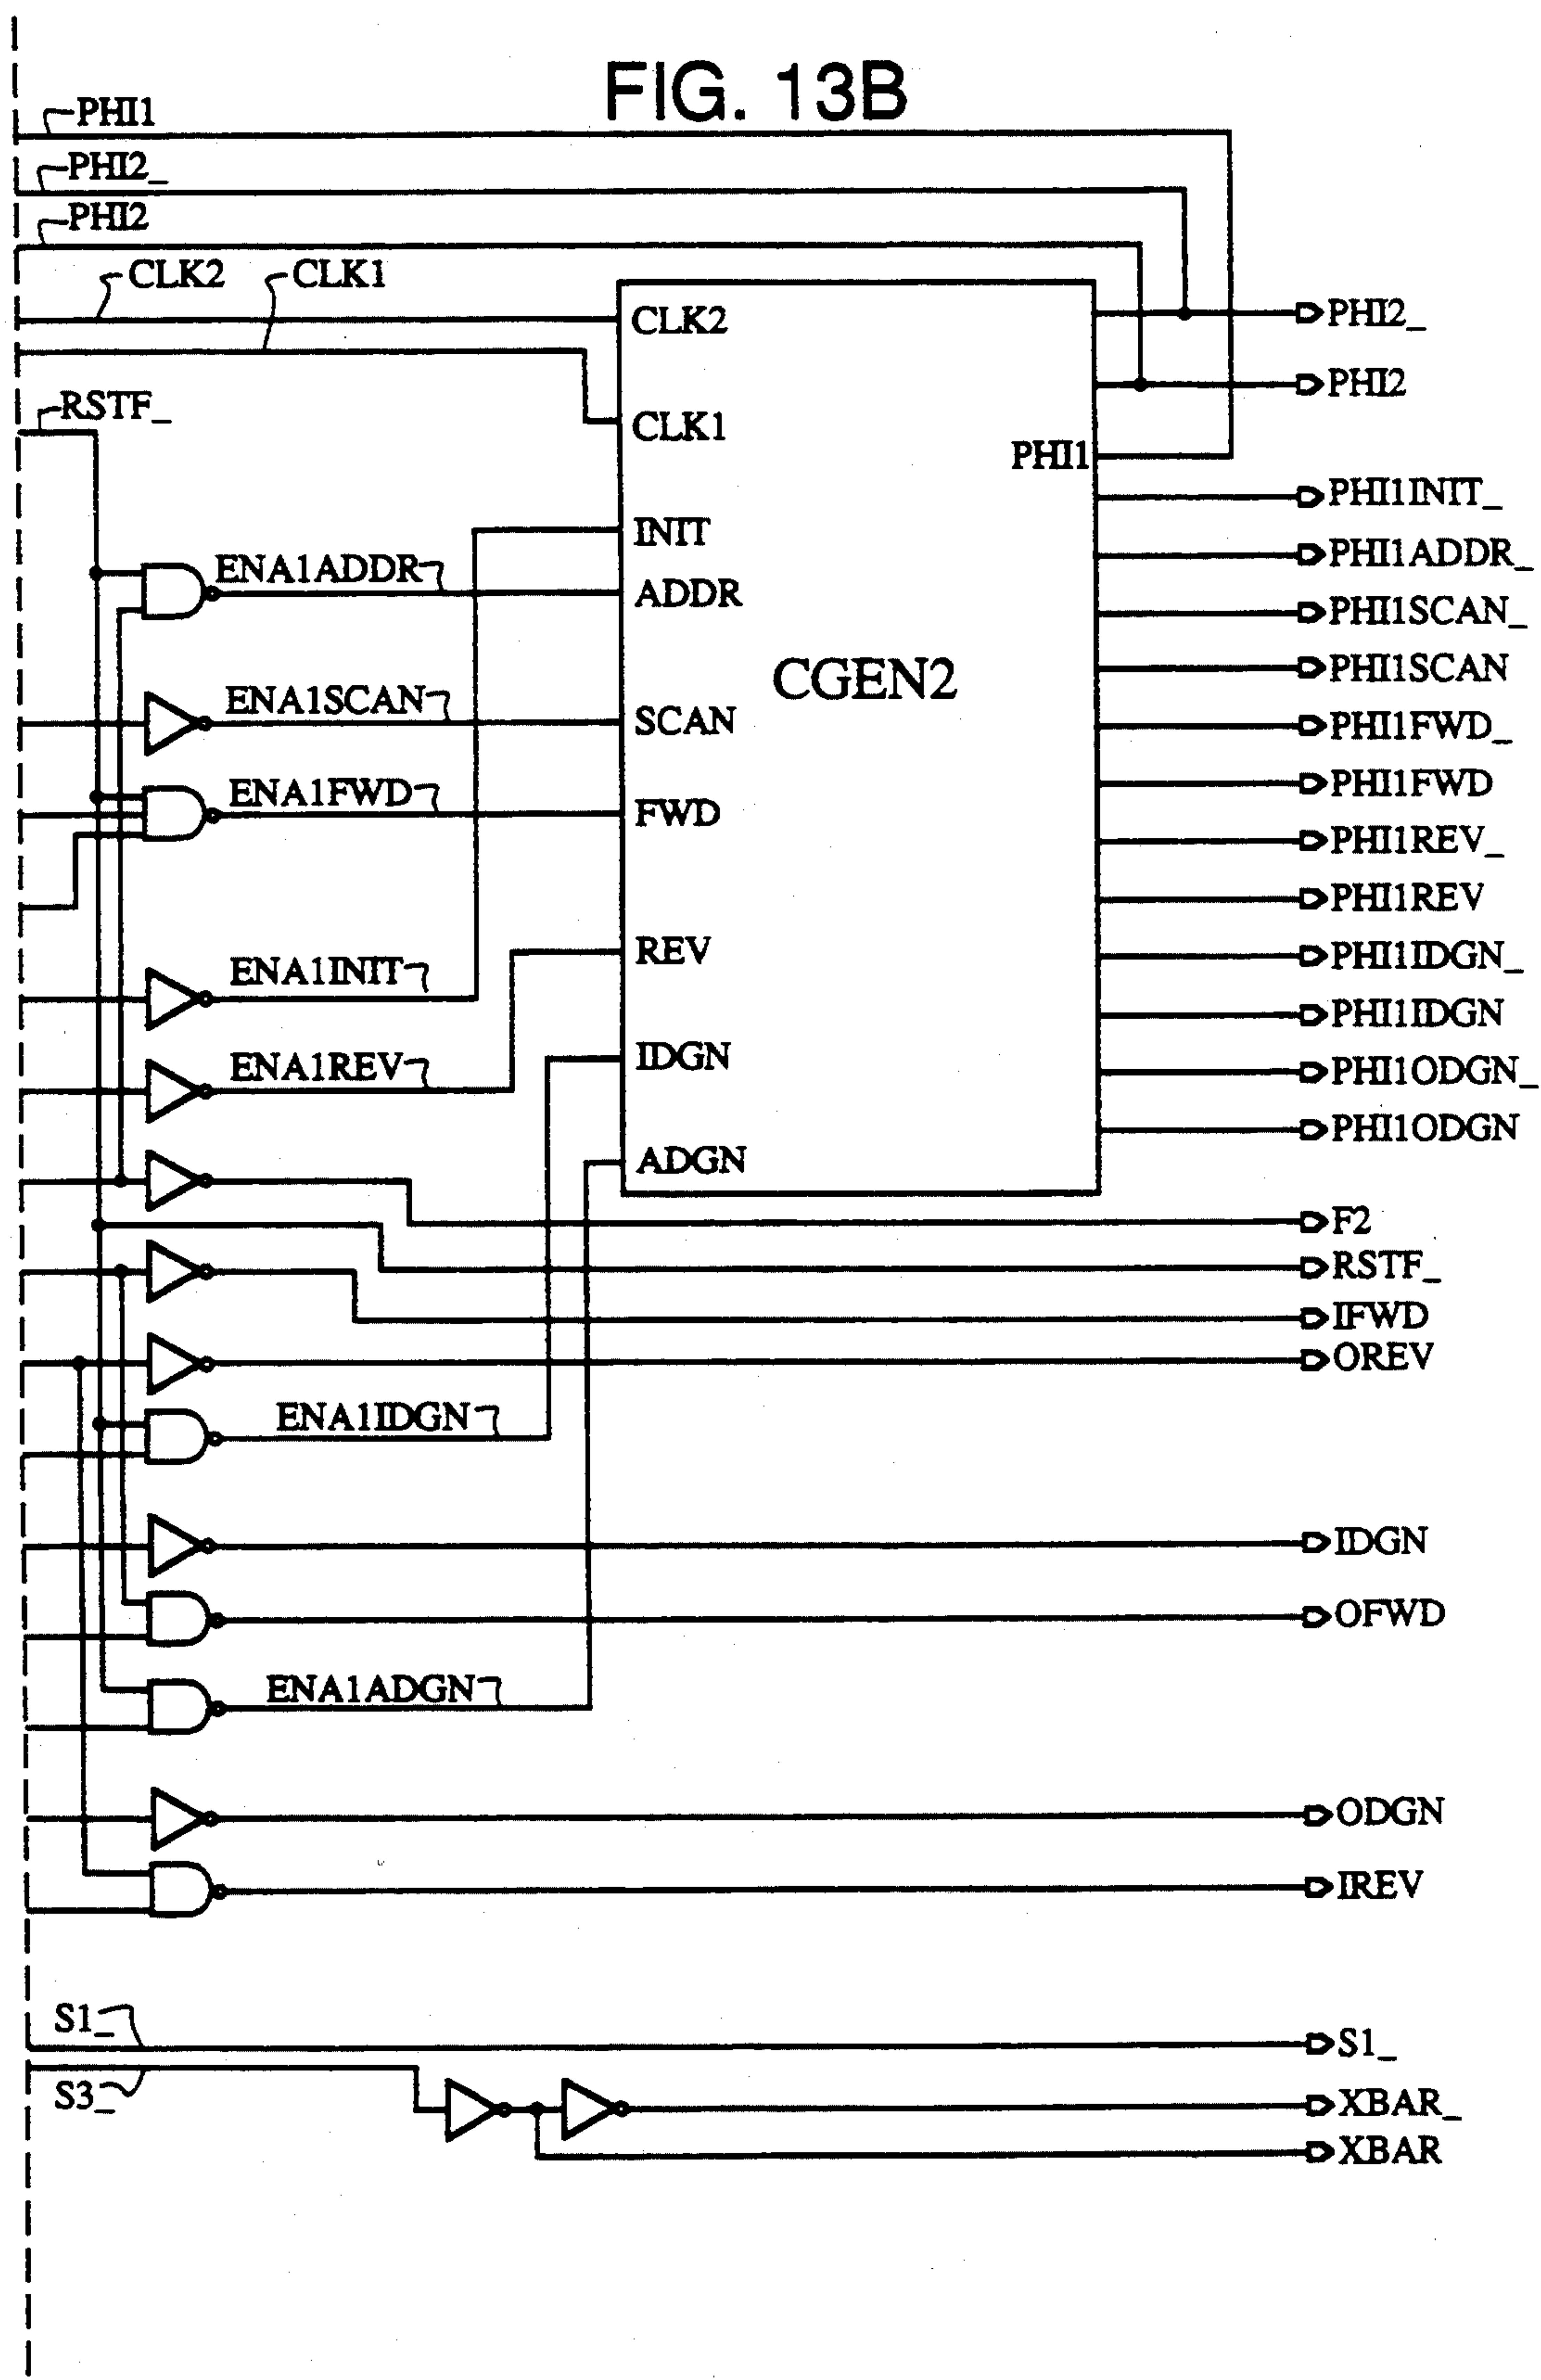 FIG. 13B
PHI1
PHI2_
PHI2
CLK2 CLK1
RSTF_
CLK2
CLK1
INIT
ENA1ADDR
ADDR
ENA1SCAN
SCAN
ENA1FWD
FWD
ENA1INIT
REV
ENA1REV
IDGN
ADGN
CGEN2
PHI1
PHI2_
PHI2
PHI1INIT_
PHI1ADDR_
PHI1SCAN_
PHI1SCAN
PHI1FWD_
PHI1FWD
PHI1REV_
PHI1REV
PHI1IDGN_
PHI1IDGN
PHI1ODGN_
PHI1ODGN
F2
RSTF_
IFWD
OREV
ENA1IDGN
IDGN
OFWD
ENA1ADGN
ODGN
IREV
S1_ S1_
S3_
XBAR_
XBAR